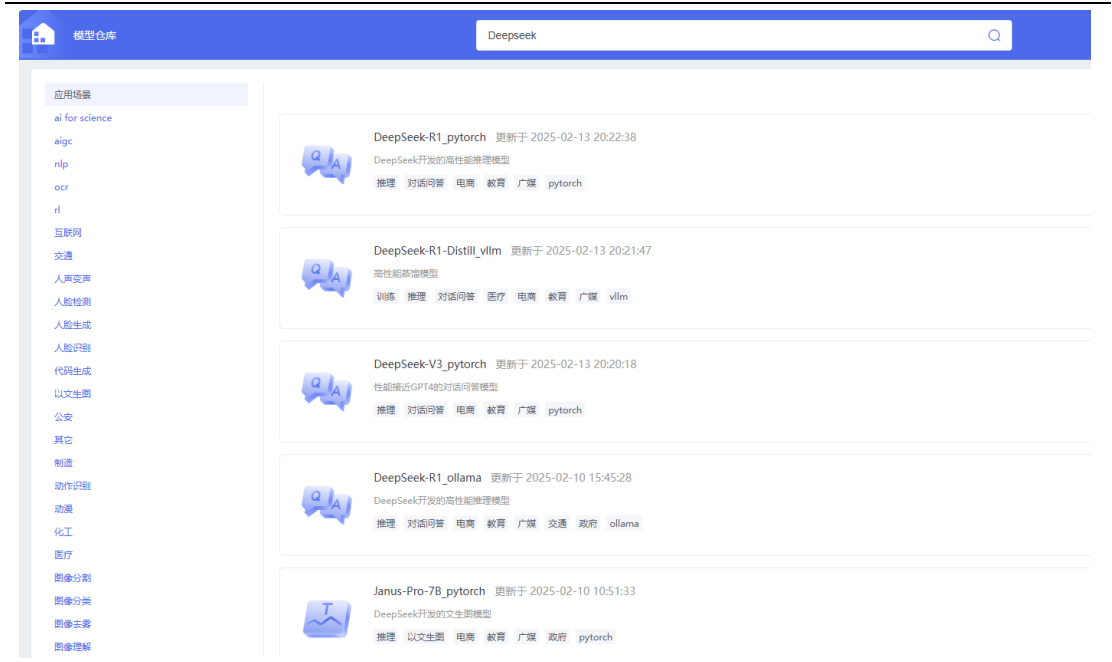 模型仓库
Deepseek
应用场景
ai for science
aigc
nlp
ocr
rl
互联网
交通
人声变声
人脸检测
人脸生成
人脸识别
代码生成
以文生图
公安
其它
制造
动作识别
动漫
化工
医疗
图像分割
图像分类
图像去雾
图像理解
DeepSeek-R1_pytorch 更新于 2025-02-13 20:22:38
DeepSeek开发的高性能推理模型
推理 对话问答 电商 教育 广媒 pytorch
DeepSeek-R1-Distill_vllm 更新于 2025-02-13 20:21:47
高性能蒸馏模型
训练 推理 对话问答 医疗 电商 教育 广媒 vllm
DeepSeek-V3_pytorch 更新于 2025-02-13 20:20:18
性能接近GPT4的对话问答模型
推理 对话问答 电商 教育 广媒 pytorch
DeepSeek-R1_ollama 更新于 2025-02-10 15:45:28
DeepSeek开发的高性能推理模型
推理 对话问答 电商 教育 广媒 交通 政府 ollama
Janus-Pro-7B_pytorch 更新于 2025-02-10 10:51:33
DeepSeek开发的文生图模型
推理 以文生图 电商 教育 广媒 政府 pytorch